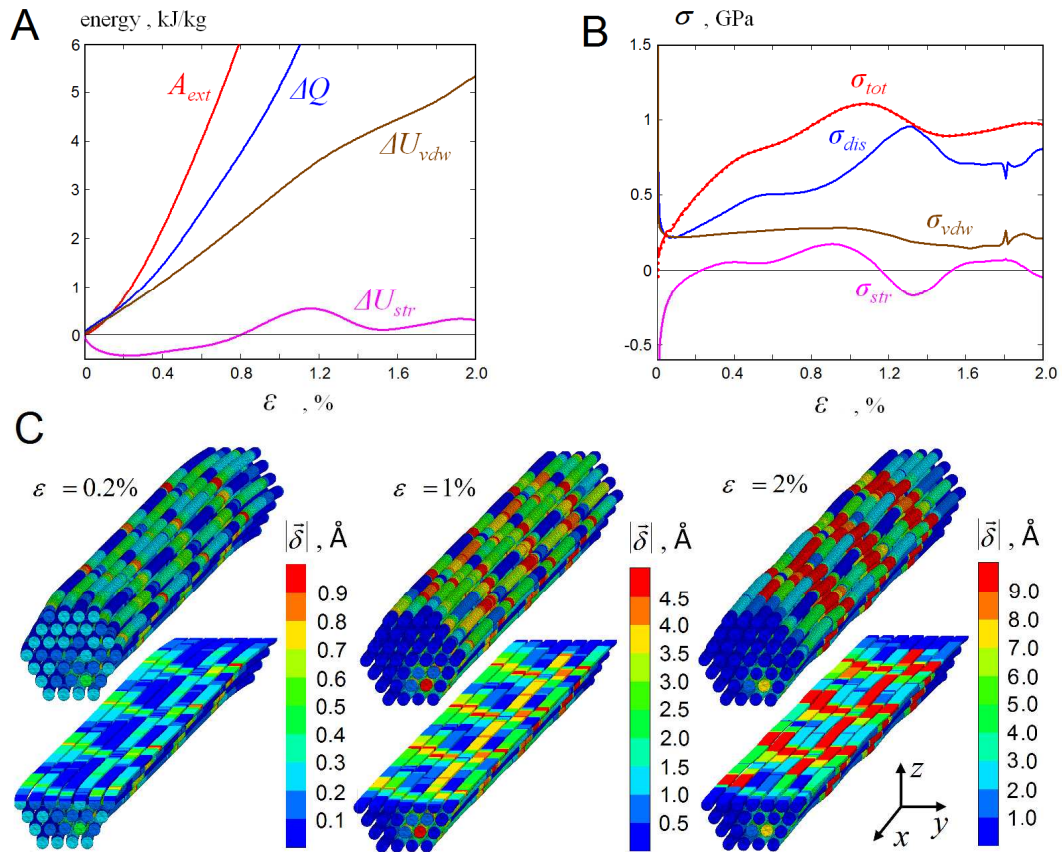 A
energy , kJ/kg
6
5
4
3
2
1
0
A_ext
ΔQ
ΔU_vdw
ΔU_str
0 0.4 0.8 1.2 1.6 2.0
ε , %
B
σ , GPa
1.5
1
0.5
0
-0.5
σ_tot
σ_dis
σ_vdw
σ_str
0 0.4 0.8 1.2 1.6 2.0
ε , %
C
ε = 0.2%
|δ⃗| , Å
0.9
0.8
0.7
0.6
0.5
0.4
0.3
0.2
0.1
ε = 1%
|δ⃗| , Å
4.5
4.0
3.5
3.0
2.5
2.0
1.5
1.0
0.5
ε = 2%
|δ⃗| , Å
9.0
8.0
7.0
6.0
5.0
4.0
3.0
2.0
1.0
z
x
y